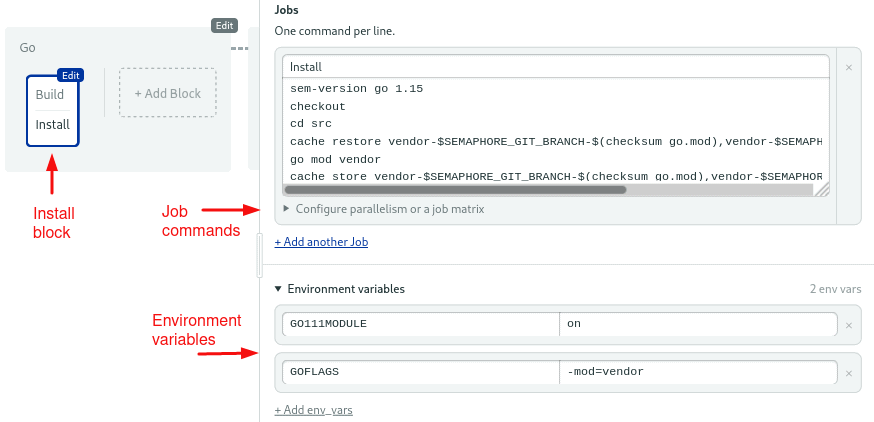 Edit
Go
Edit
Build
Install
+ Add Block
Install
block
Job
commands
Environment
variables
Jobs
One command per line.
Install
sem-version go 1.15
checkout
cd src
cache restore vendor-$SEMAPHORE_GIT_BRANCH-$(checksum go.mod),vendor-$SEMAPH
go mod vendor
cache store vendor-$SEMAPHORE_GIT_BRANCH-$(checksum go.mod),vendor-$SEMAPHOR
Configure parallelism or a job matrix
+ Add another Job
Environment variables 2 env vars
GO111MODULE on
GOFLAGS -mod=vendor
+ Add env_vars